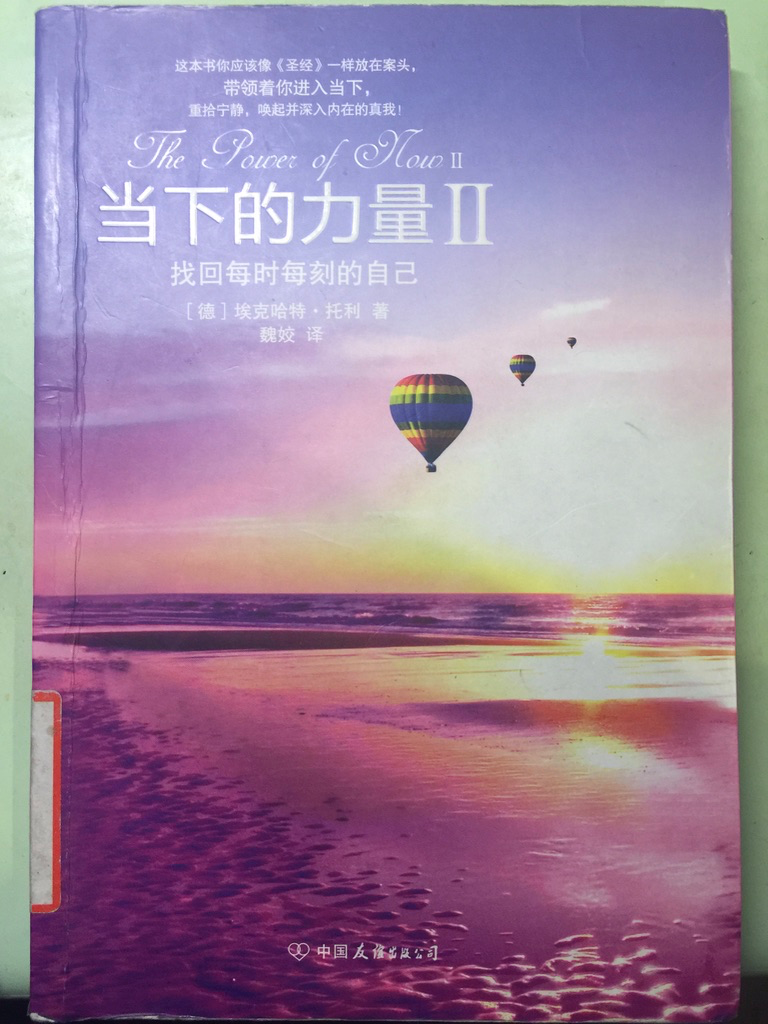 这本书你应该像《圣经》一样放在案头，
带领着你进入当下，
重拾宁静，唤起并深入内在的真我！
The Power of Now II
当下的力量II
找回每时每刻的自己
［德］埃克哈特·托利 著
魏姣 译
中国友谊出版公司